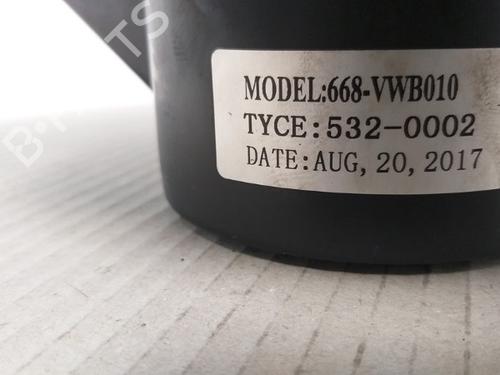 MODEL:668-VWB010
TYCE:532-0002
DATE:AUG, 20, 2017